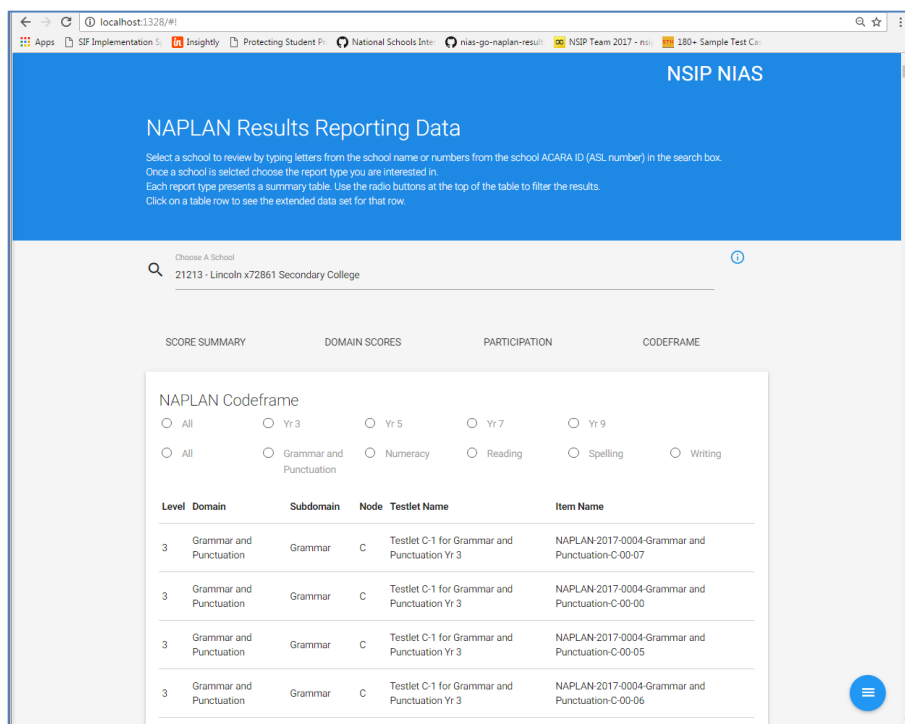 localhost:1328/#!
Apps SIF Implementation S Insightly Protecting Student Pr National Schools Inte nias-go-naplan-result NSIP Team 2017 - nsi 180+ Sample Test Cas
NSIP NIAS
NAPLAN Results Reporting Data
Select a school to review by typing letters from the school name or numbers from the school ACARA ID (ASL number) in the search box.
Once a school is selcted choose the report type you are interested in.
Each report type presents a summary table. Use the radio buttons at the top of the table to filter the results.
Click on a table row to see the extended data set for that row.
Choose A School
21213 - Lincoln x72861 Secondary College
SCORE SUMMARY DOMAIN SCORES PARTICIPATION CODEFRAME
NAPLAN Codeframe
All Yr 3 Yr 5 Yr 7 Yr 9
All Grammar and Numeracy Reading Spelling Writing
Punctuation
Level Domain Subdomain Node Testlet Name Item Name
Grammar and Testlet C-1 for Grammar and NAPLAN-2017-0004-Grammar and
3 Grammar C
Punctuation Punctuation Yr 3 Punctuation-C-00-07
Grammar and Testlet C-1 for Grammar and NAPLAN-2017-0004-Grammar and
3 Grammar C
Punctuation Punctuation Yr 3 Punctuation-C-00-00
Grammar and Testlet C-1 for Grammar and NAPLAN-2017-0004-Grammar and
3 Grammar C
Punctuation Punctuation Yr 3 Punctuation-C-00-05
Grammar and Testlet C-1 for Grammar and NAPLAN-2017-0004-Grammar and
3 Grammar C
Punctuation Punctuation Yr 3 Punctuation-C-00-06